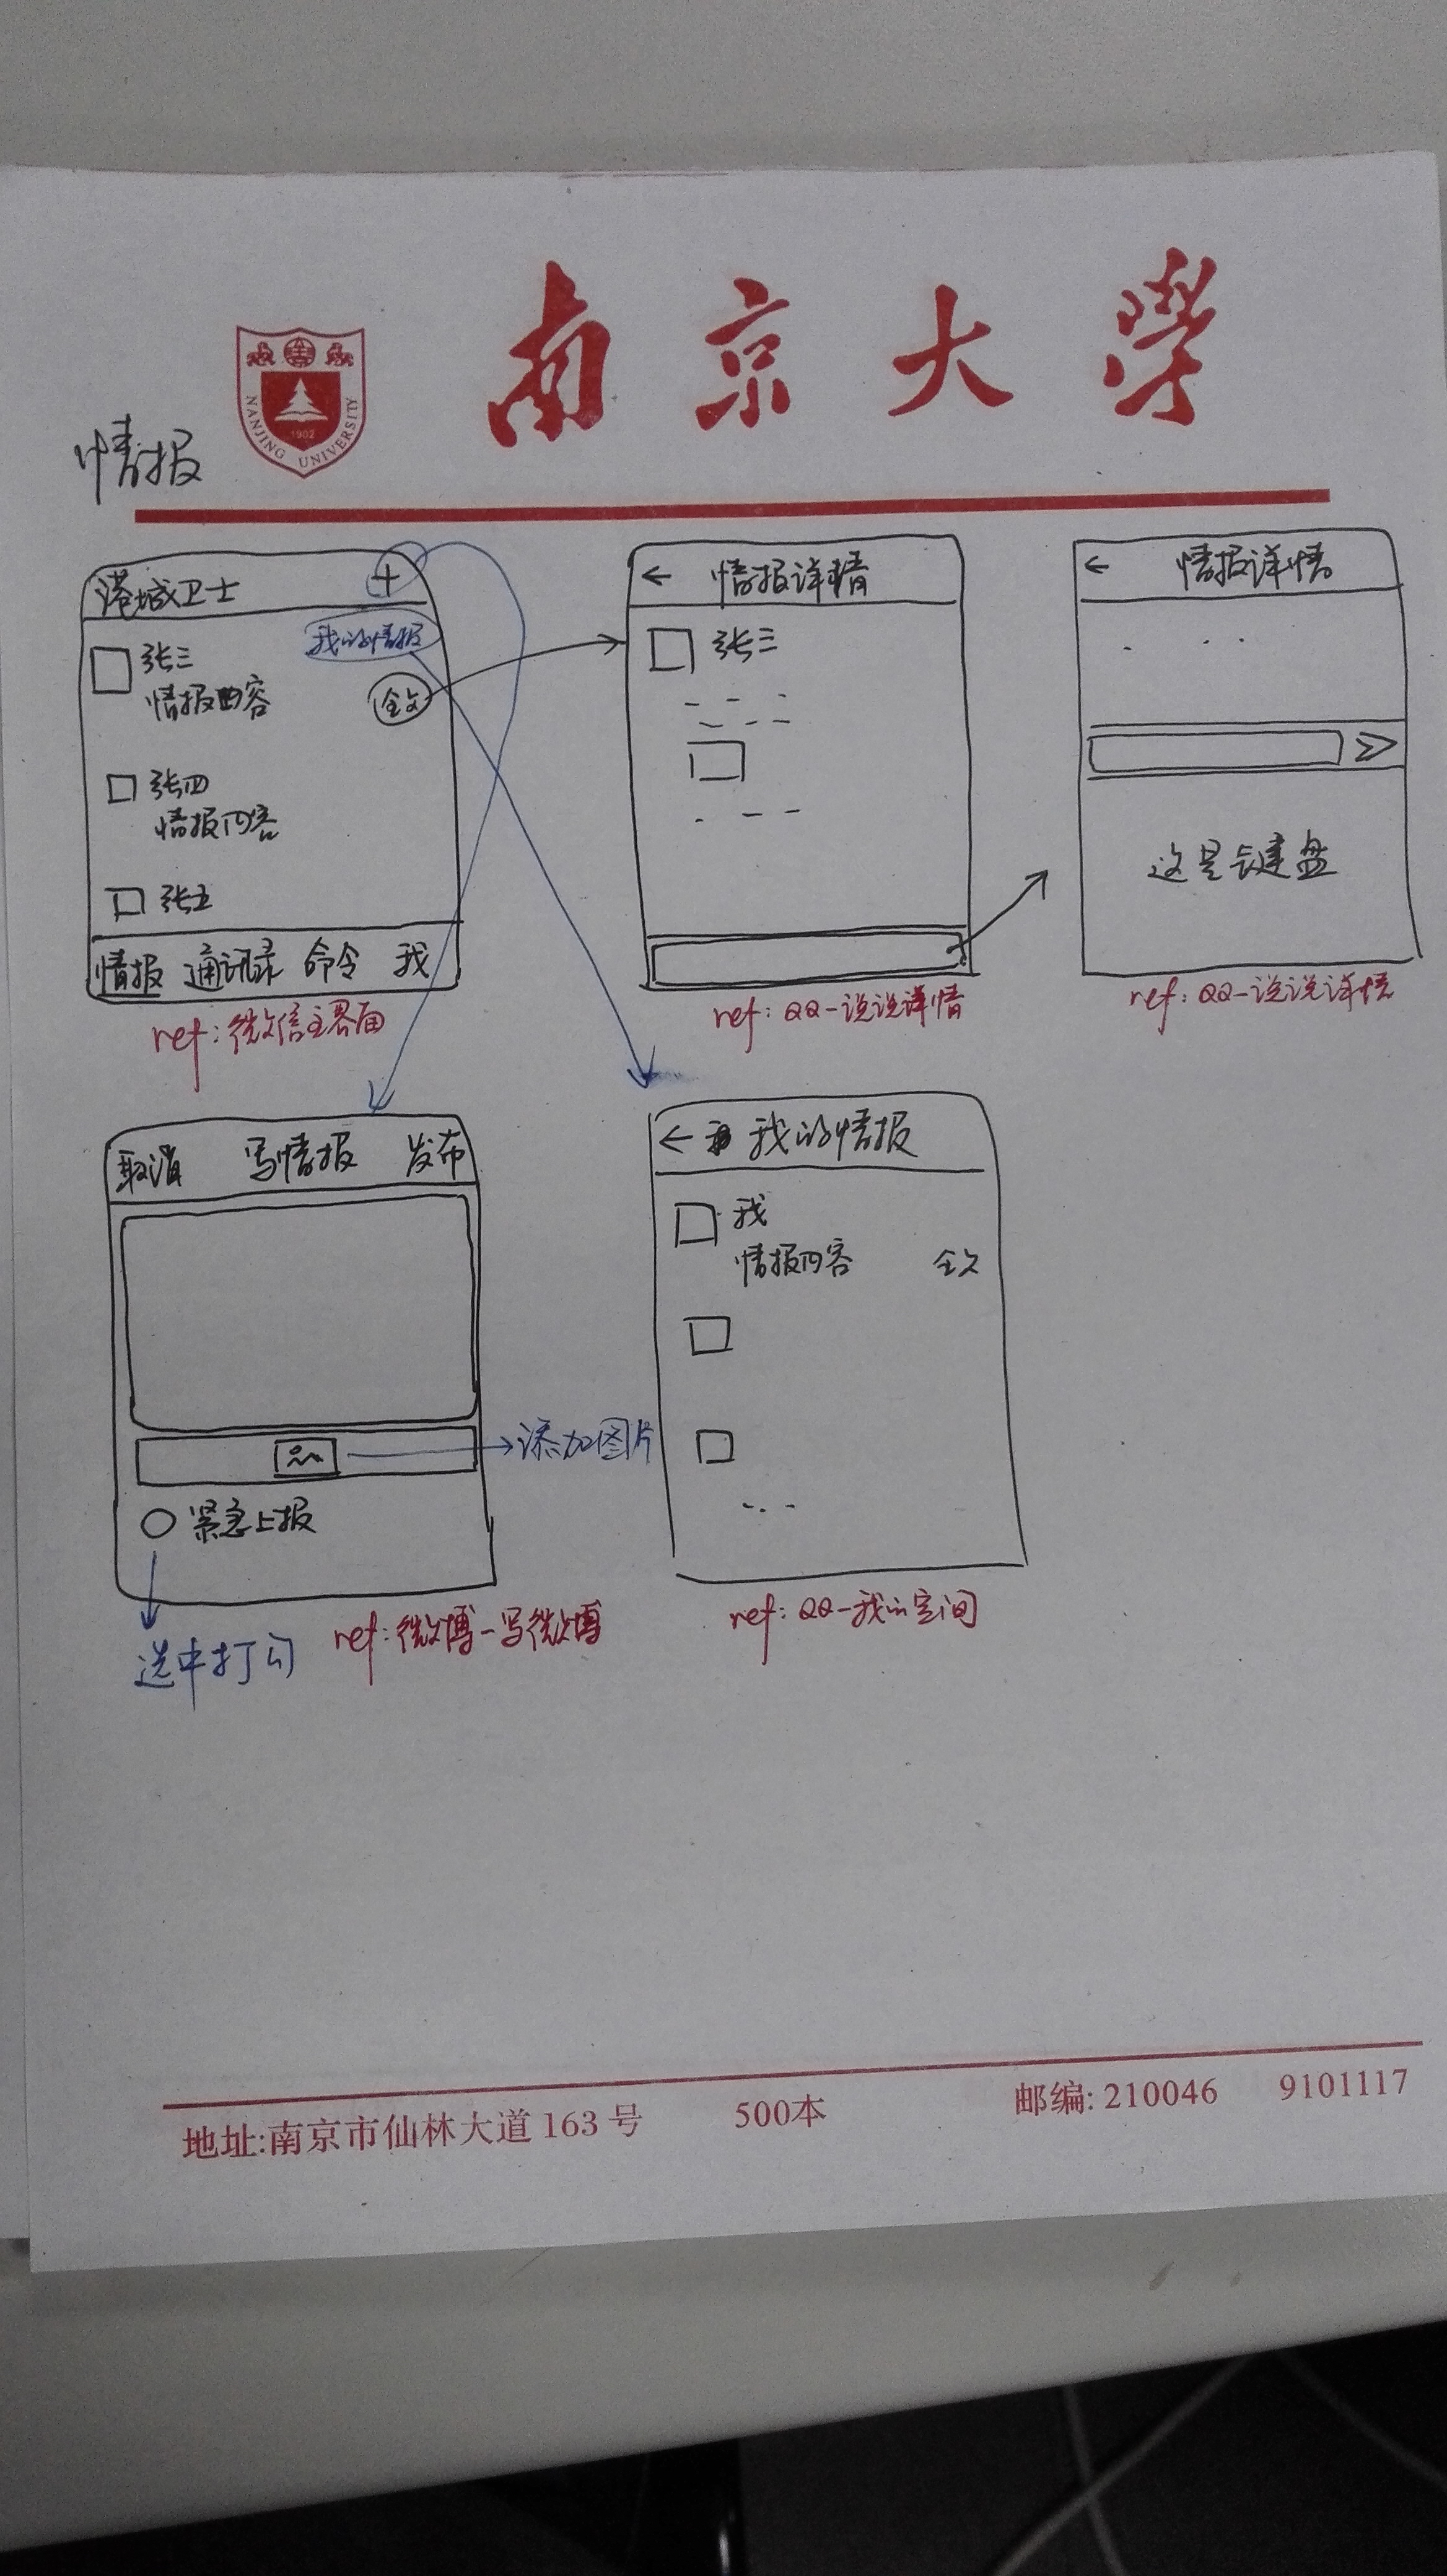 南京大學
NANJING UNIVERSITY
1902
情报
港城卫士 +
我的情报
张三
情报内容 全文
张四
情报内容
张五
情报 通讯录 命令 我
ref: 微信主界面
← 情报详情
张三
ref: QQ-说说详情
← 情报详情
这是键盘
ref: QQ-说说详情
取消 写情报 发布
添加图片
紧急上报
选中打勾
ref: 微博-写微博
← 我的情报
我
情报内容 全文
ref: QQ-我的空间
地址:南京市仙林大道163号 500本 邮编: 210046 9101117